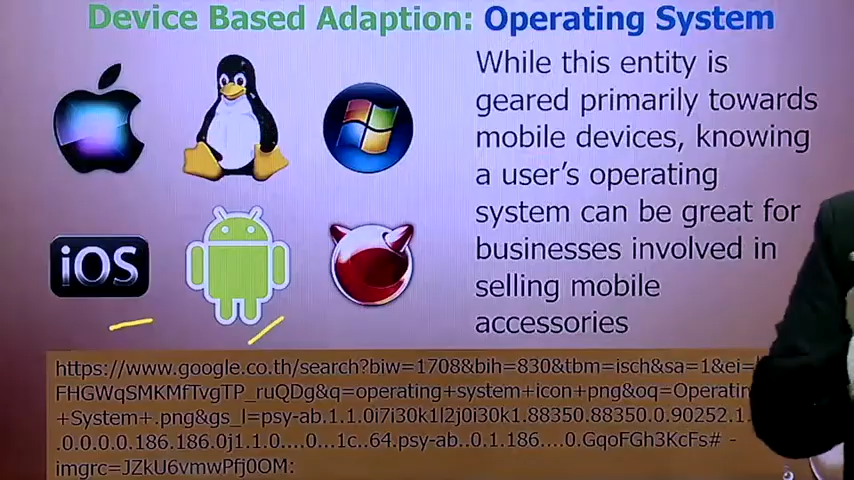 Device Based Adaption: Operating System
While this entity is
geared primarily towards
mobile devices, knowing
a user's operating
system can be great for
businesses involved in
selling mobile
accessories
iOS
https://www.google.co.th/search?biw=1708&bih=830&tbm=isch&sa=1&ei=
FHGWqSMKMfTvgTP_ruQDg&q=operating+system+icon+png&oq=Operatin
+System+.png&gs_l=psy-ab.1.1.0i7i30k1l2j0i30k1.88350.88350.0.90252.1.
.0.0.0.0.186.186.0j1.1.0....0...1c..64.psy-ab..0.1.186....0.GqoFGh3KcFs# -
imgrc=JZkU6vmwPfj0OM: